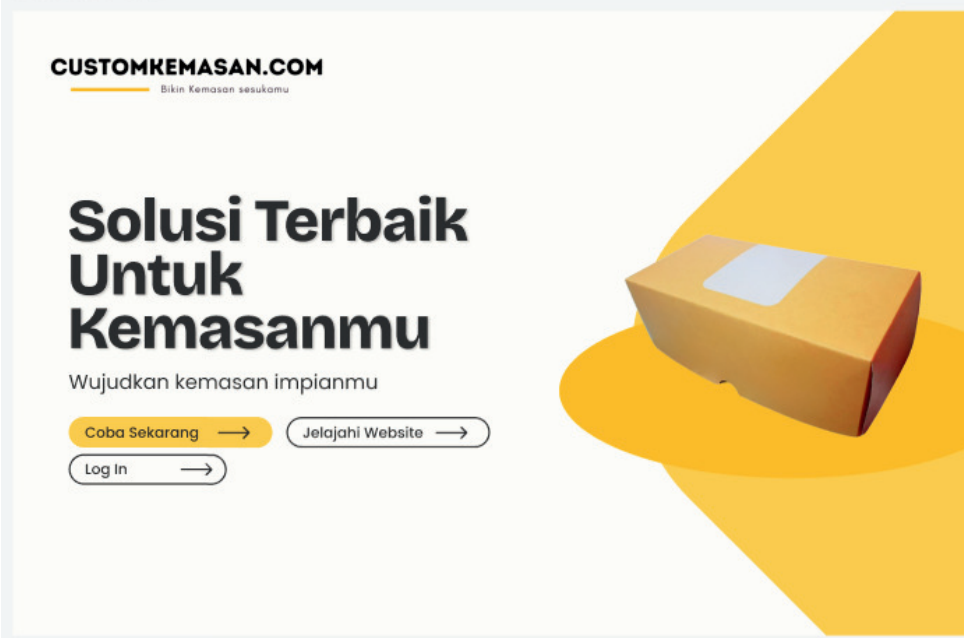 CUSTOMKEMASAN.COM
Bikin Kemasan sesukamu
Solusi Terbaik
Untuk
Kemasanmu
Wujudkan kemasan impianmu
Coba Sekarang
Jelajahi Website
Log In